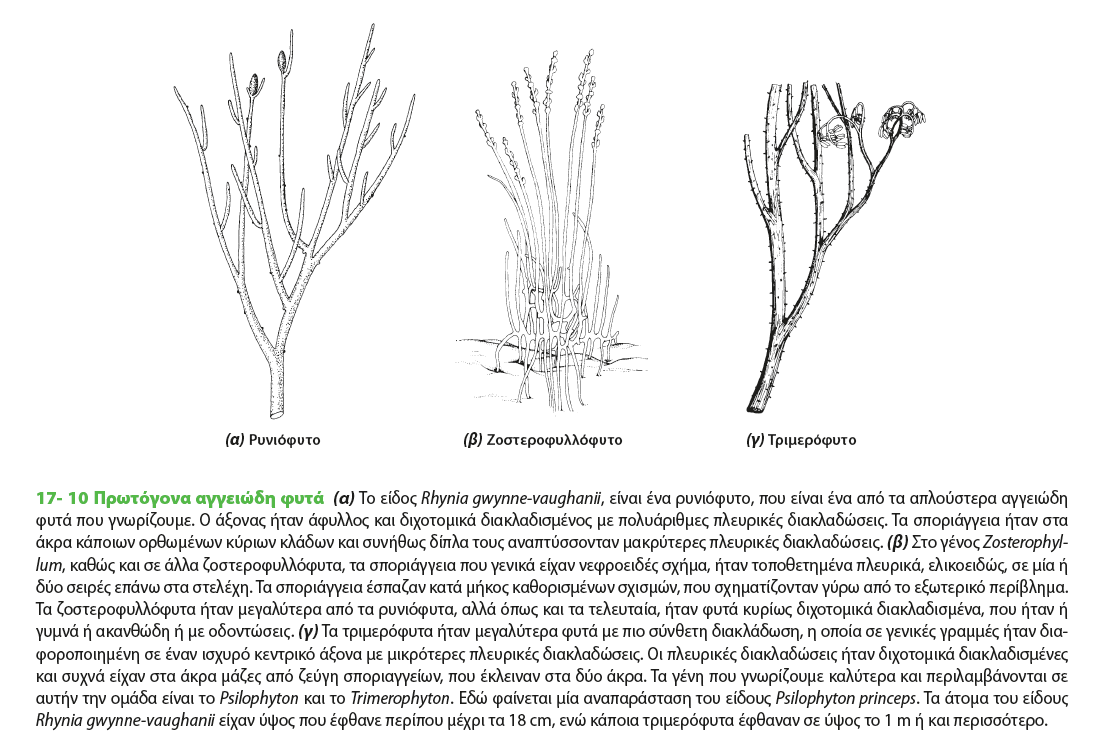 (α) Ρυνιόφυτο
(β) Ζοστεροφυλλόφυτο
(γ) Τριμερόφυτο
17- 10 Πρωτόγονα αγγειώδη φυτά (α) Το είδος Rhynia gwynne-vaughanii, είναι ένα ρυνιόφυτο, που είναι ένα από τα απλούστερα αγγειώδη
φυτά που γνωρίζουμε. Ο άξονας ήταν άφυλλος και διχοτομικά διακλαδισμένος με πολυάριθμες πλευρικές διακλαδώσεις. Τα σποριάγγεια ήταν στα
άκρα κάποιων ορθωμένων κύριων κλάδων και συνήθως δίπλα τους αναπτύσσονταν μακρύτερες πλευρικές διακλαδώσεις. (β) Στο γένος Zosterophyl-
lum, καθώς και σε άλλα ζοστεροφυλλόφυτα, τα σποριάγγεια που γενικά είχαν νεφροειδές σχήμα, ήταν τοποθετημένα πλευρικά, ελικοειδώς, σε μία ή
δύο σειρές επάνω στα στελέχη. Τα σποριάγγεια έσπαζαν κατά μήκος καθορισμένων σχισμών, που σχηματίζονταν γύρω από το εξωτερικό περίβλημα.
Τα ζοστεροφυλλόφυτα ήταν μεγαλύτερα από τα ρυνιόφυτα, αλλά όπως και τα τελευταία, ήταν φυτά κυρίως διχοτομικά διακλαδισμένα, που ήταν ή
γυμνά ή ακανθώδη ή με οδοντώσεις. (γ) Τα τριμερόφυτα ήταν μεγαλύτερα φυτά με πιο σύνθετη διακλάδωση, η οποία σε γενικές γραμμές ήταν δια-
φοροποιημένη σε έναν ισχυρό κεντρικό άξονα με μικρότερες πλευρικές διακλαδώσεις. Οι πλευρικές διακλαδώσεις ήταν διχοτομικά διακλαδισμένες
και συχνά είχαν στα άκρα μάζες από ζεύγη σποριαγγείων, που έκλειναν στα δύο άκρα. Τα γένη που γνωρίζουμε καλύτερα και περιλαμβάνονται σε
αυτήν την ομάδα είναι το Psilophyton και το Trimerophyton. Εδώ φαίνεται μία αναπαράσταση του είδους Psilophyton princeps. Τα άτομα του είδους
Rhynia gwynne-vaughanii είχαν ύψος που έφθανε περίπου μέχρι τα 18 cm, ενώ κάποια τριμερόφυτα έφθαναν σε ύψος το 1 m ή και περισσότερο.